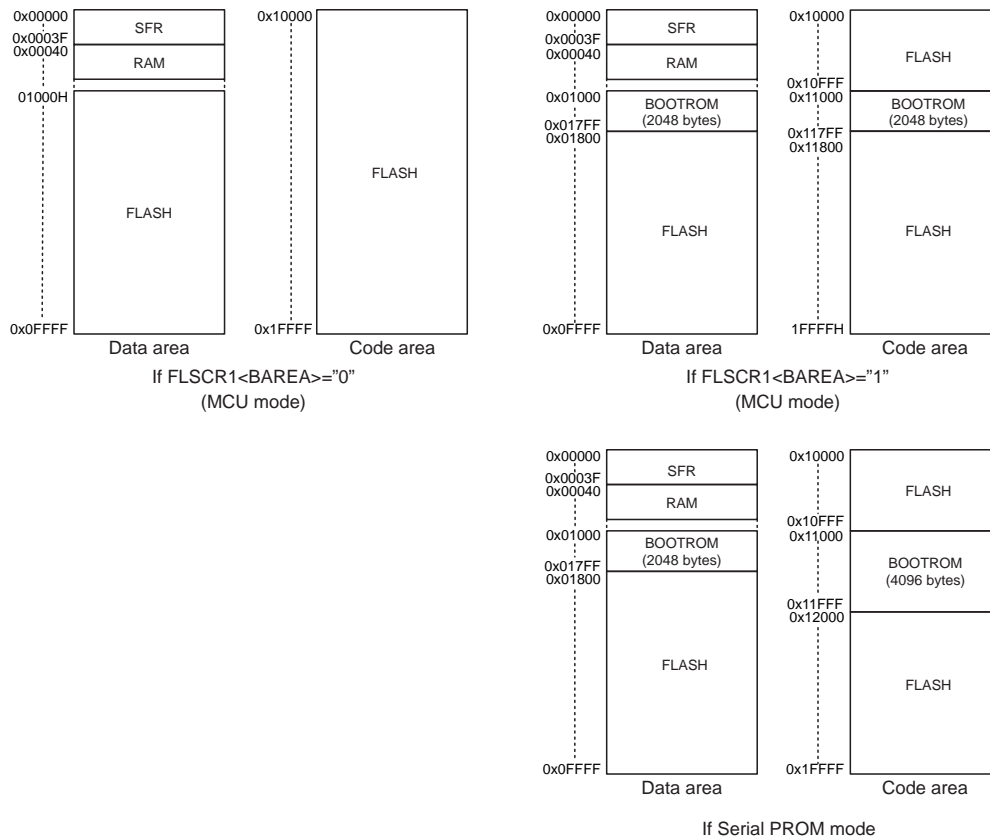 0x00000
SFR
0x0003F
0x00040
RAM
01000H
FLASH
0x0FFFF
Data area
0x10000
FLASH
0x1FFFF
Code area
If FLSCR1<BAREA>="0"
(MCU mode)
0x00000
SFR
0x0003F
0x00040
RAM
0x01000
BOOTROM
(2048 bytes)
0x017FF
0x01800
FLASH
0x0FFFF
Data area
0x10000
FLASH
0x10FFF
0x11000
BOOTROM
(2048 bytes)
0x117FF
0x11800
FLASH
1FFFFH
Code area
If FLSCR1<BAREA>="1"
(MCU mode)
0x00000
SFR
0x0003F
0x00040
RAM
0x01000
BOOTROM
(2048 bytes)
0x017FF
0x01800
FLASH
0x0FFFF
Data area
0x10000
FLASH
0x10FFF
0x11000
BOOTROM
(4096 bytes)
0x11FFF
0x12000
FLASH
0x1FFFF
Code area
If Serial PROM mode